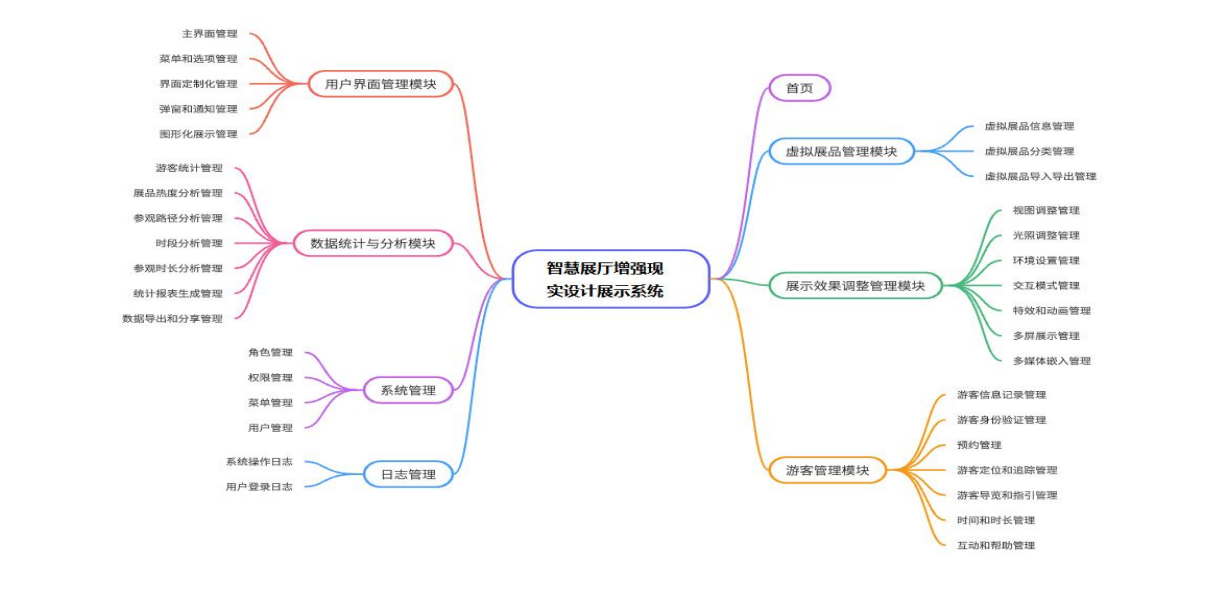 智慧展厅增强现
实设计展示系统
首页
虚拟展品管理模块
虚拟展品信息管理
虚拟展品分类管理
虚拟展品导入导出管理
展示效果调整管理模块
视图调整管理
光照调整管理
环境设置管理
交互模式管理
特效和动画管理
多屏展示管理
多媒体嵌入管理
游客管理模块
游客信息记录管理
游客身份验证管理
预约管理
游客定位和追踪管理
游客导览和指引管理
时间和时长管理
互动和帮助管理
用户界面管理模块
主界面管理
菜单和选项管理
界面定制化管理
弹窗和通知管理
图形化展示管理
数据统计与分析模块
游客统计管理
展品热度分析管理
参观路径分析管理
时段分析管理
参观时长分析管理
统计报表生成管理
数据导出和分享管理
系统管理
角色管理
权限管理
菜单管理
用户管理
日志管理
系统操作日志
用户登录日志